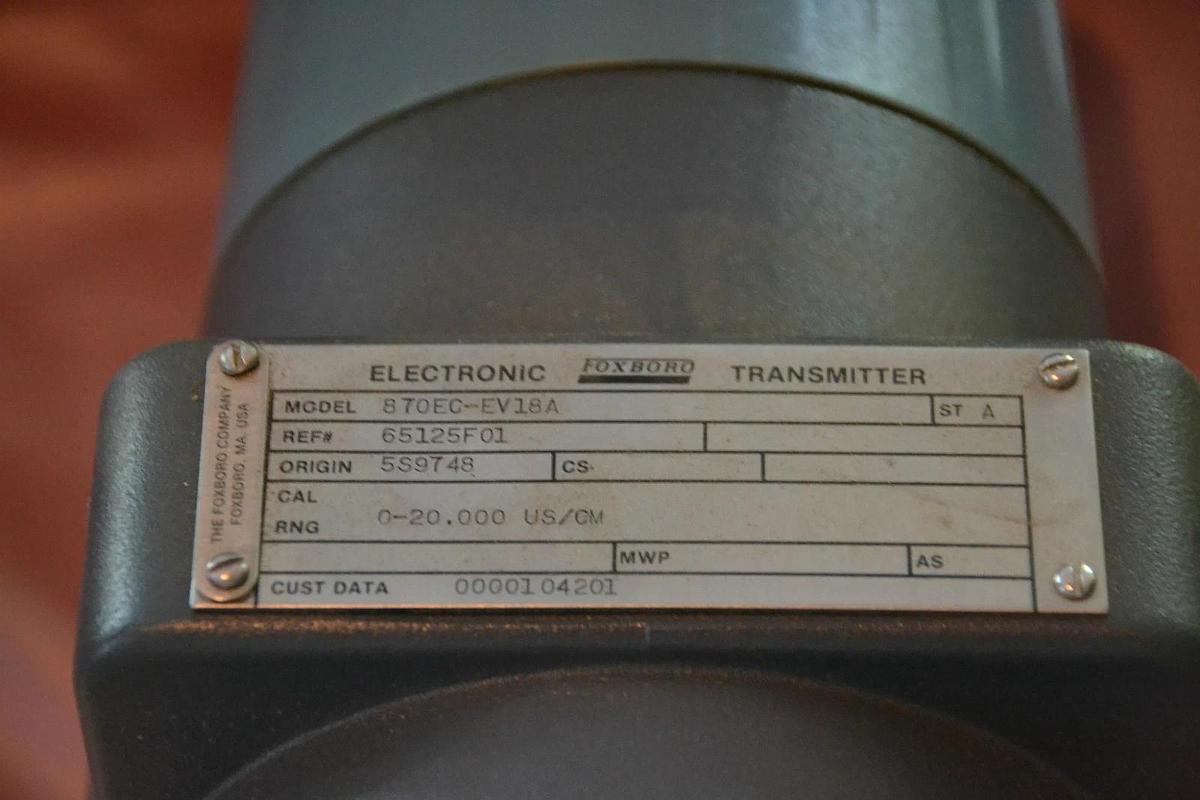 ELECTRONIC FOXBORO TRANSMITTER
MODEL 870EC-EV18A ST A
REF# 65125F01
ORIGIN 5S9748 CS
CAL
RNG 0-20.000 US/CM
MWP AS
CUST DATA 0000104201
THE FOXBORO COMPANY
FOXBORO, MA. USA